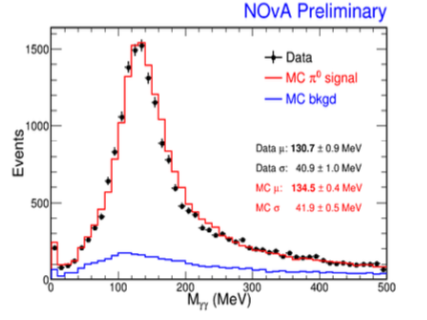 NOvA Preliminary
1500
1000
500
0
Events
Data
MC π⁰ signal
MC bkgd
Data μ: 130.7 ± 0.9 MeV
Data σ: 40.9 ± 1.0 MeV
MC μ: 134.5 ± 0.4 MeV
MC σ 41.9 ± 0.5 MeV
0 100 200 300 400 500
Mγγ (MeV)